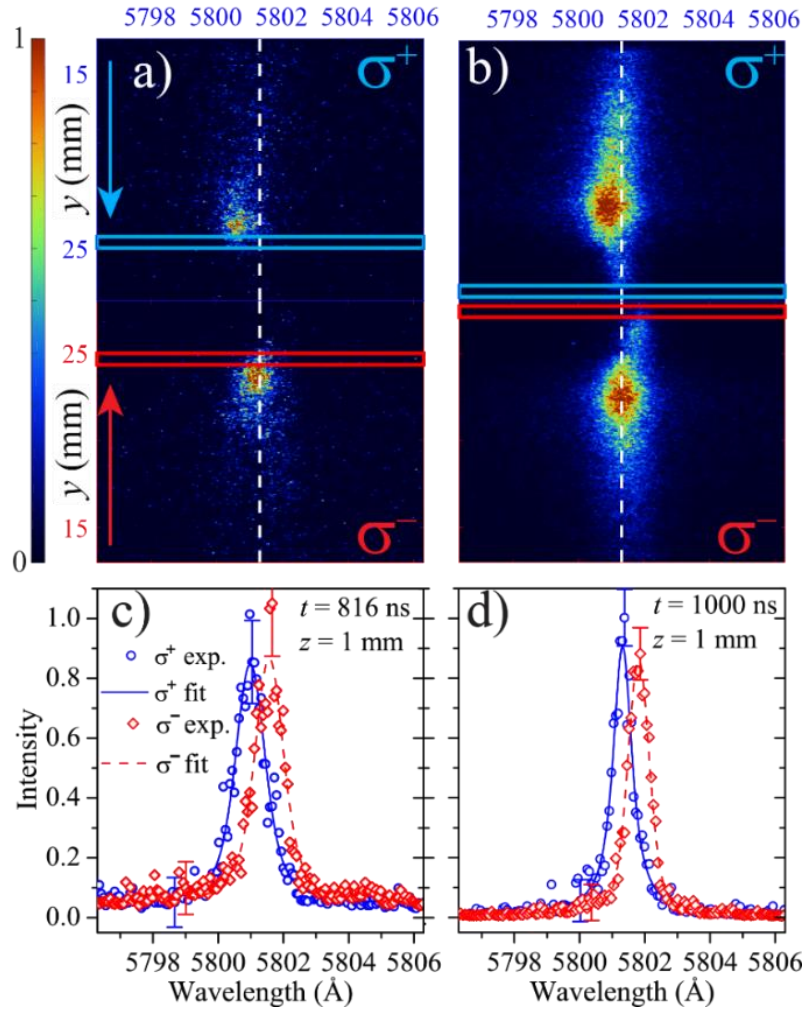 5798 5800 5802 5804 5806
5798 5800 5802 5804 5806
1
0
15
y (mm)
25
25
y (mm)
15
a)
σ⁺
σ⁻
b)
σ⁺
σ⁻
c)
t = 816 ns
z = 1 mm
σ⁺ exp.
σ⁺ fit
σ⁻ exp.
σ⁻ fit
Intensity
1.0
0.8
0.6
0.4
0.2
0.0
5798 5800 5802 5804 5806
Wavelength (Å)
d)
t = 1000 ns
z = 1 mm
5798 5800 5802 5804 5806
Wavelength (Å)